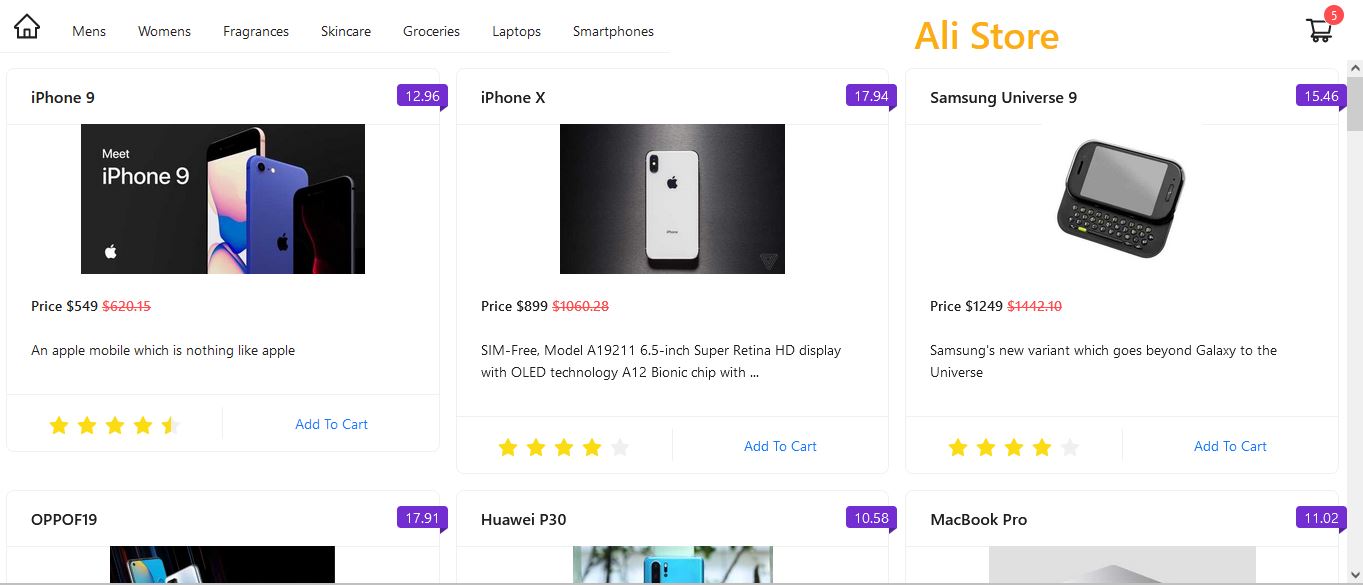 Mens Womens Fragrances Skincare Groceries Laptops Smartphones
Ali Store
5
iPhone 9
12.96
Meet
iPhone 9
Price $549 $620.15
An apple mobile which is nothing like apple
Add To Cart
iPhone X
17.94
iPhone
Price $899 $1060.28
SIM-Free, Model A19211 6.5-inch Super Retina HD display
with OLED technology A12 Bionic chip with ...
Add To Cart
Samsung Universe 9
15.46
Price $1249 $1442.10
Samsung's new variant which goes beyond Galaxy to the
Universe
Add To Cart
OPPOF19
17.91
Huawei P30
10.58
MacBook Pro
11.02